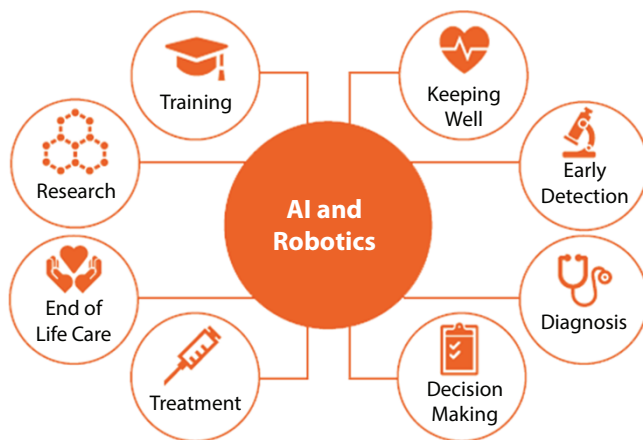 Training
Keeping
Well
Research
Early
Detection
AI and
Robotics
End of
Life Care
Diagnosis
Treatment
Decision
Making